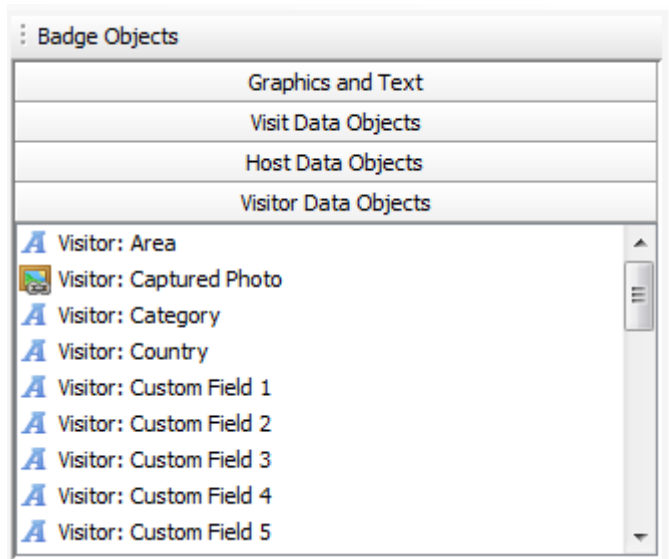 Badge Objects
Graphics and Text
Visit Data Objects
Host Data Objects
Visitor Data Objects
Visitor: Area
Visitor: Captured Photo
Visitor: Category
Visitor: Country
Visitor: Custom Field 1
Visitor: Custom Field 2
Visitor: Custom Field 3
Visitor: Custom Field 4
Visitor: Custom Field 5